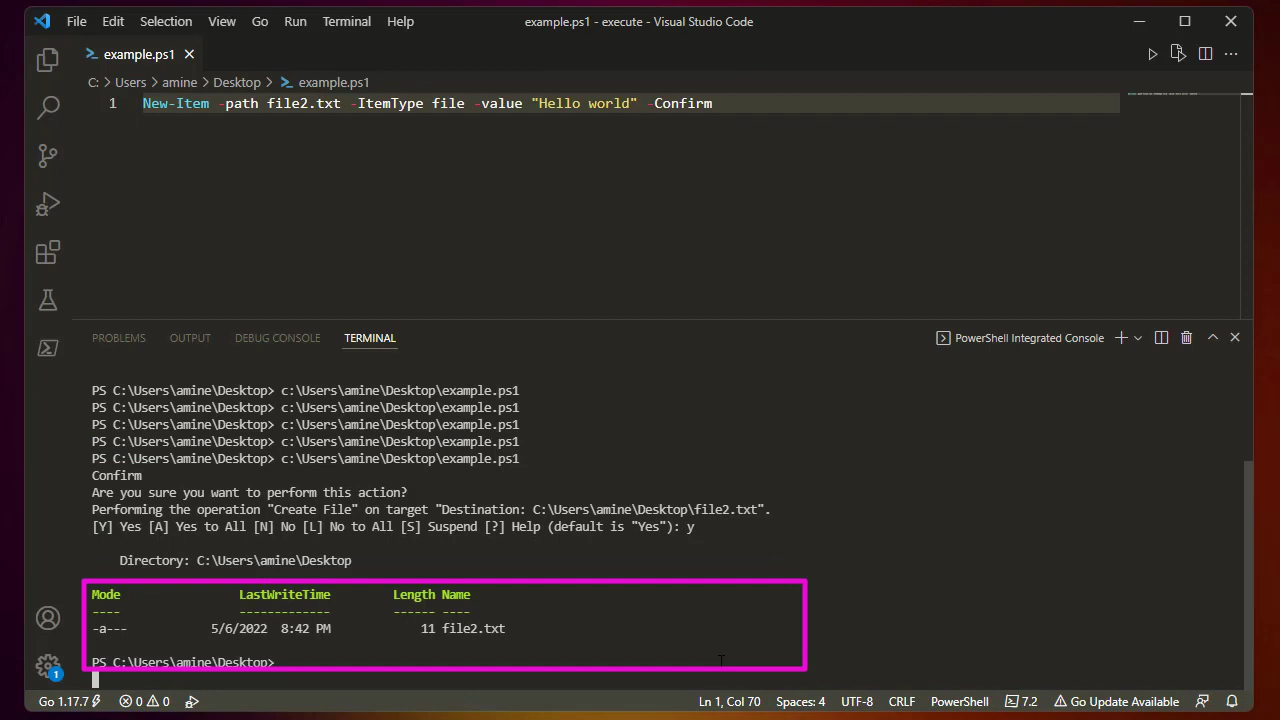 File Edit Selection View Go Run Terminal Help example.ps1 - execute - Visual Studio Code
example.ps1
C: > Users > amine > Desktop > example.ps1
1 New-Item -path file2.txt -ItemType file -value "Hello world" -Confirm
PROBLEMS OUTPUT DEBUG CONSOLE TERMINAL PowerShell Integrated Console
PS C:\Users\amine\Desktop> c:\Users\amine\Desktop\example.ps1
PS C:\Users\amine\Desktop> c:\Users\amine\Desktop\example.ps1
PS C:\Users\amine\Desktop> c:\Users\amine\Desktop\example.ps1
PS C:\Users\amine\Desktop> c:\Users\amine\Desktop\example.ps1
PS C:\Users\amine\Desktop> c:\Users\amine\Desktop\example.ps1
Confirm
Are you sure you want to perform this action?
Performing the operation "Create File" on target "Destination: C:\Users\amine\Desktop\file2.txt".
[Y] Yes [A] Yes to All [N] No [L] No to All [S] Suspend [?] Help (default is "Yes"): y
Directory: C:\Users\amine\Desktop
Mode LastWriteTime Length Name
---- ------------- ------ ----
-a--- 5/6/2022 8:42 PM 11 file2.txt
PS C:\Users\amine\Desktop>
1
Go 1.17.7 0 0 Ln 1, Col 70 Spaces: 4 UTF-8 CRLF PowerShell 7.2 Go Update Available